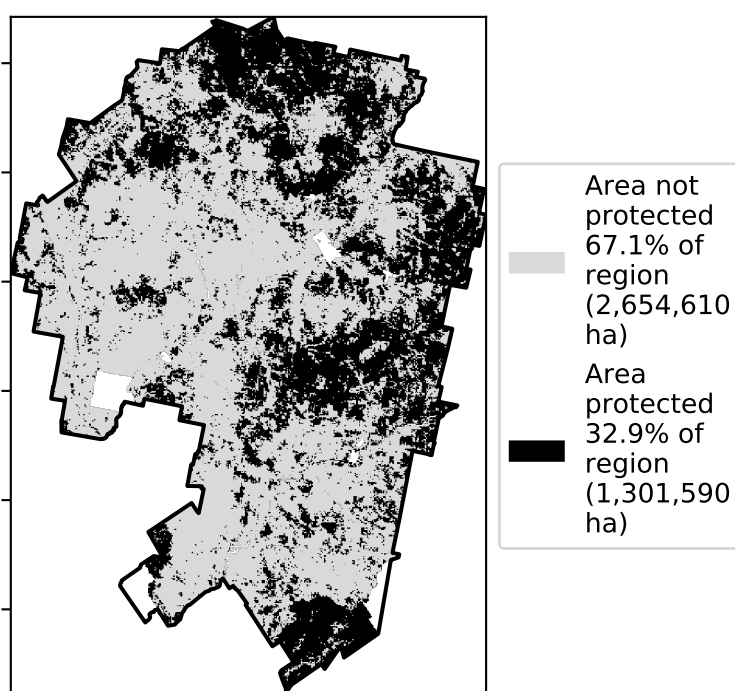 Area not
protected
67.1% of
region
(2,654,610
ha)
Area
protected
32.9% of
region
(1,301,590
ha)